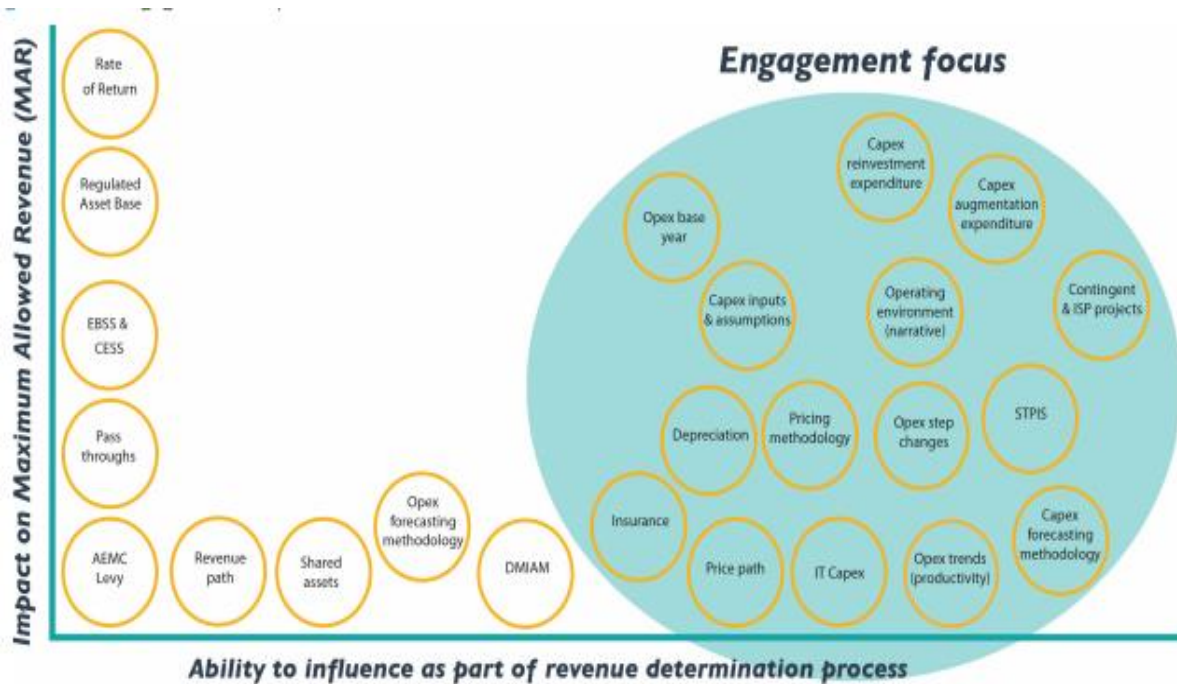 Impact on Maximum Allowed Revenue (MAR)
Engagement focus
Rate
of Return
Regulated
Asset Base
EBSS &
CESS
Pass
throughs
AEMC
Levy
Revenue
path
Shared
assets
Opex
forecasting
methodology
DMIAM
Opex base
year
Capex
reinvestment
expenditure
Capex
augmentation
expenditure
Capex inputs
& assumptions
Operating
environment
(narrative)
Contingent
& ISP projects
Depreciation
Pricing
methodology
Opex step
changes
STPIS
Insurance
Price path
IT Capex
Opex trends
(productivity)
Capex
forecasting
methodology
Ability to influence as part of revenue determination process